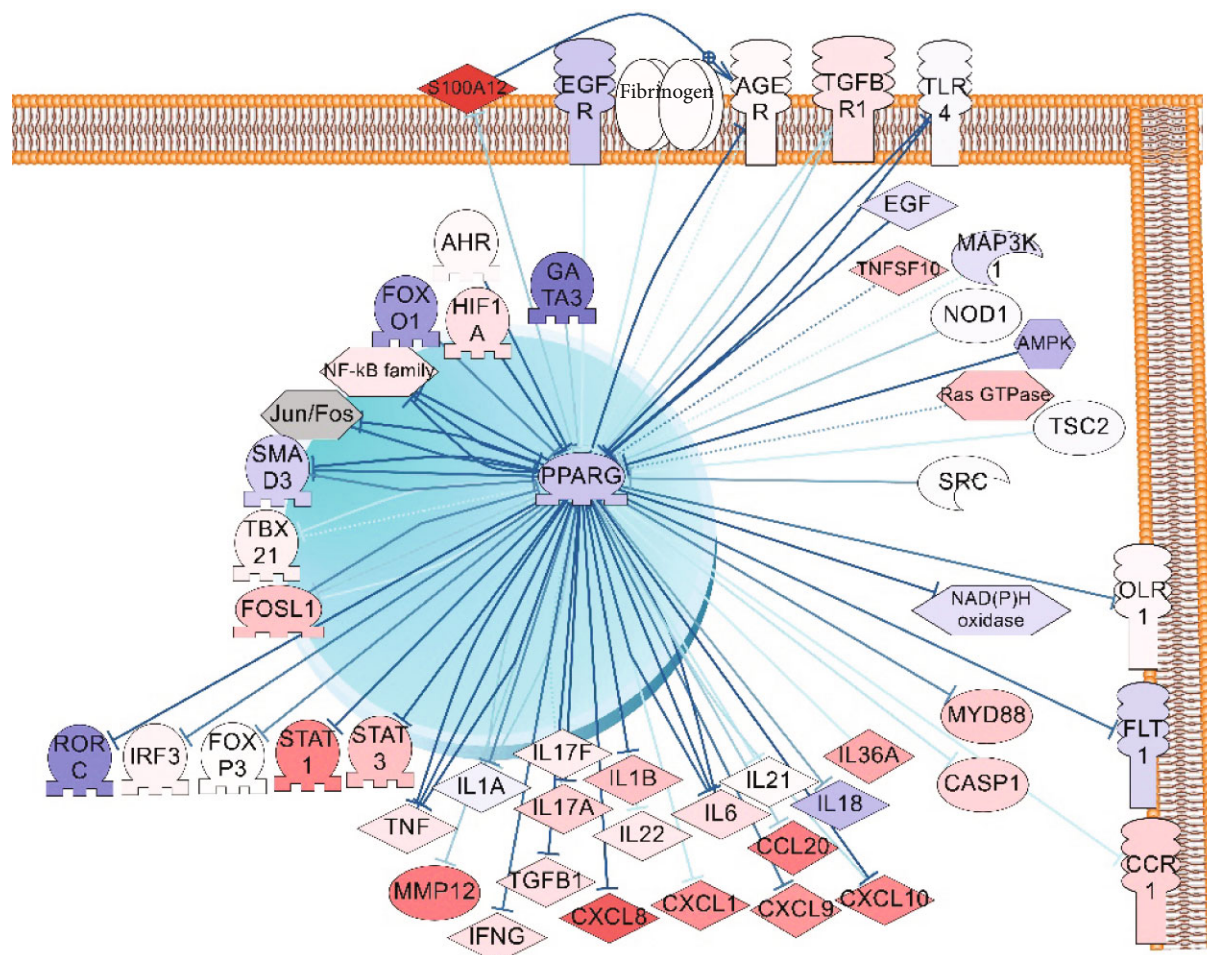 S100A12
EGF
R
Fibrinogen
AGE
R
TGFB
R1
TLR
4
EGF
TNFSF10
MAP3K
1
NOD1
AMPK
Ras GTPase
TSC2
SRC
AHR
GA
TA3
FOX
O1
HIF1
A
NF-kB family
Jun/Fos
SMA
D3
PPARG
TBX
21
FOSL1
NAD(P)H
oxidase
OLR
1
MYD88
FLT
1
CASP1
CCR
1
ROR
C
IRF3
FOX
P3
STAT
1
STAT
3
IL17F
IL1A
IL1B
IL21
IL36A
TNF
IL17A
IL22
IL6
IL18
CCL20
MMP12
TGFB1
CXCL8
CXCL1
CXCL9
CXCL10
IFNG